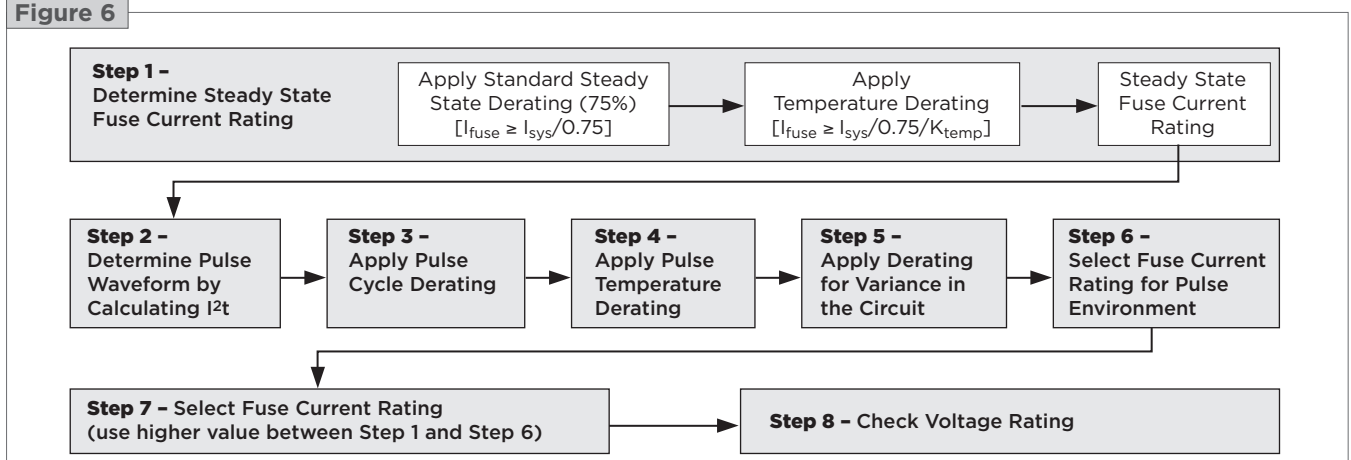 Figure 6
Step 1 –
Determine Steady State
Fuse Current Rating
Apply Standard Steady
State Derating (75%)
[Ifuse ≥ Isys/0.75]
Apply
Temperature Derating
[Ifuse ≥ Isys/0.75/Ktemp]
Steady State
Fuse Current
Rating
Step 2 –
Determine Pulse
Waveform by
Calculating I²t
Step 3 –
Apply Pulse
Cycle Derating
Step 4 –
Apply Pulse
Temperature
Derating
Step 5 –
Apply Derating
for Variance in
the Circuit
Step 6 –
Select Fuse Current
Rating for Pulse
Environment
Step 7 – Select Fuse Current Rating
(use higher value between Step 1 and Step 6)
Step 8 – Check Voltage Rating